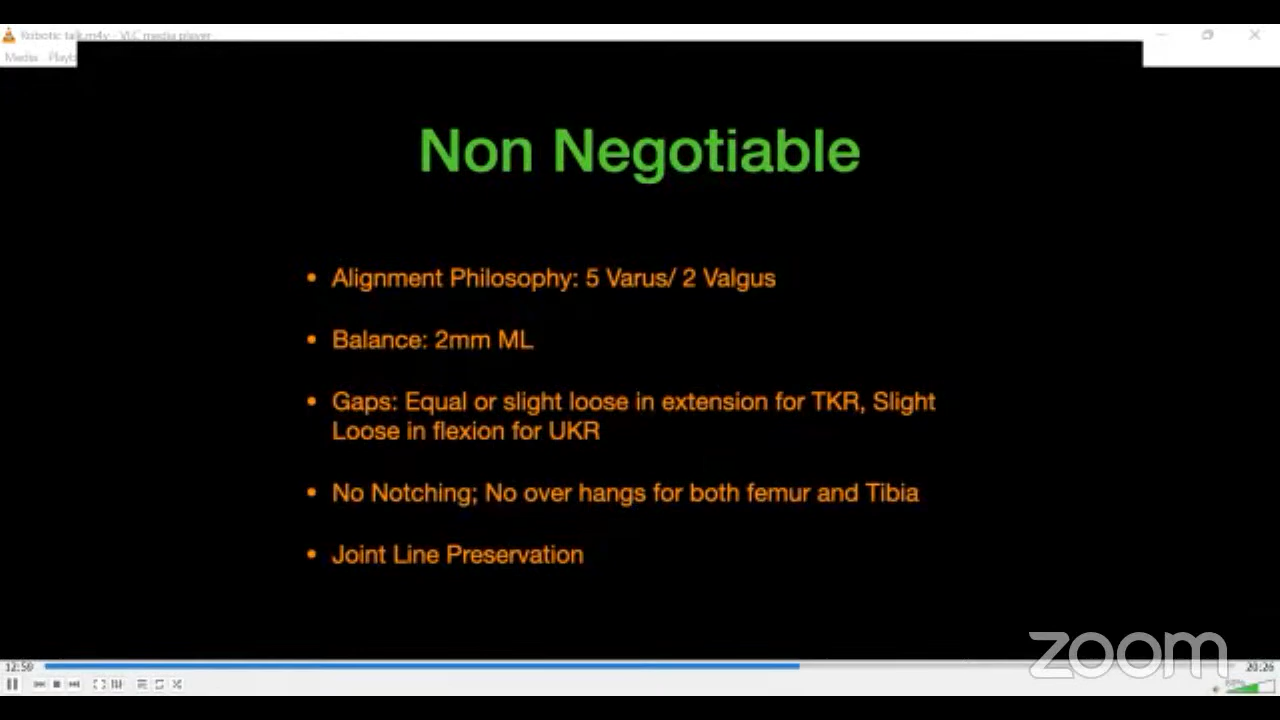 Robotic talk.m4v - VLC media player
Media
Non Negotiable
• Alignment Philosophy: 5 Varus/ 2 Valgus
• Balance: 2mm ML
• Gaps: Equal or slight loose in extension for TKR, Slight
Loose in flexion for UKR
• No Notching; No over hangs for both femur and Tibia
• Joint Line Preservation
zoom
12:50
20:26